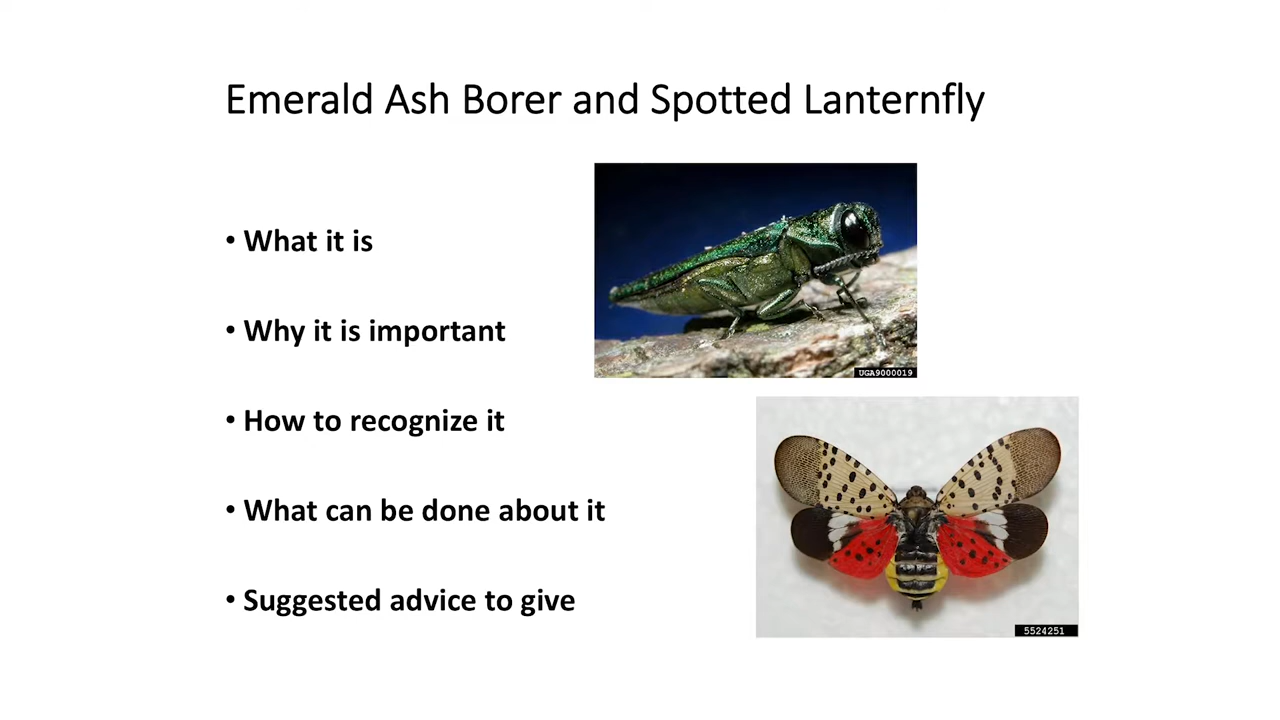 Emerald Ash Borer and Spotted Lanternfly
• What it is
• Why it is important
• How to recognize it
• What can be done about it
• Suggested advice to give
UGA9000019
5524251